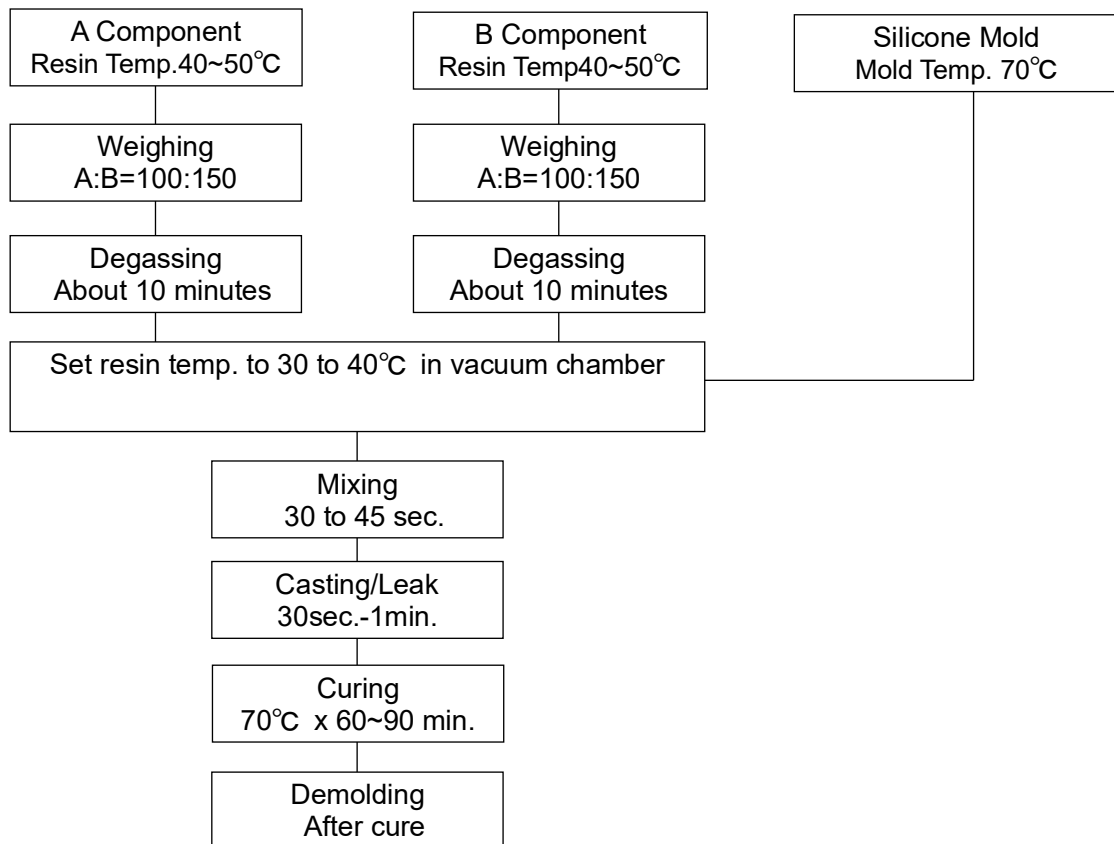 A Component
Resin Temp.40~50℃
B Component
Resin Temp40~50℃
Silicone Mold
Mold Temp. 70℃
Weighing
A:B=100:150
Weighing
A:B=100:150
Degassing
About 10 minutes
Degassing
About 10 minutes
Set resin temp. to 30 to 40℃ in vacuum chamber
Mixing
30 to 45 sec.
Casting/Leak
30sec.-1min.
Curing
70℃ x 60~90 min.
Demolding
After cure